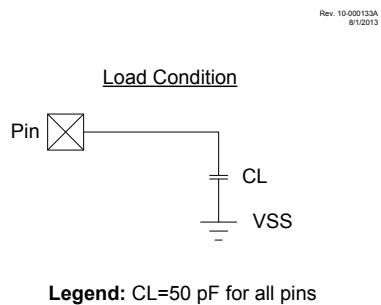 Rev. 10-000133A
8/1/2013
Load Condition
Pin
CL
VSS
Legend: CL=50 pF for all pins